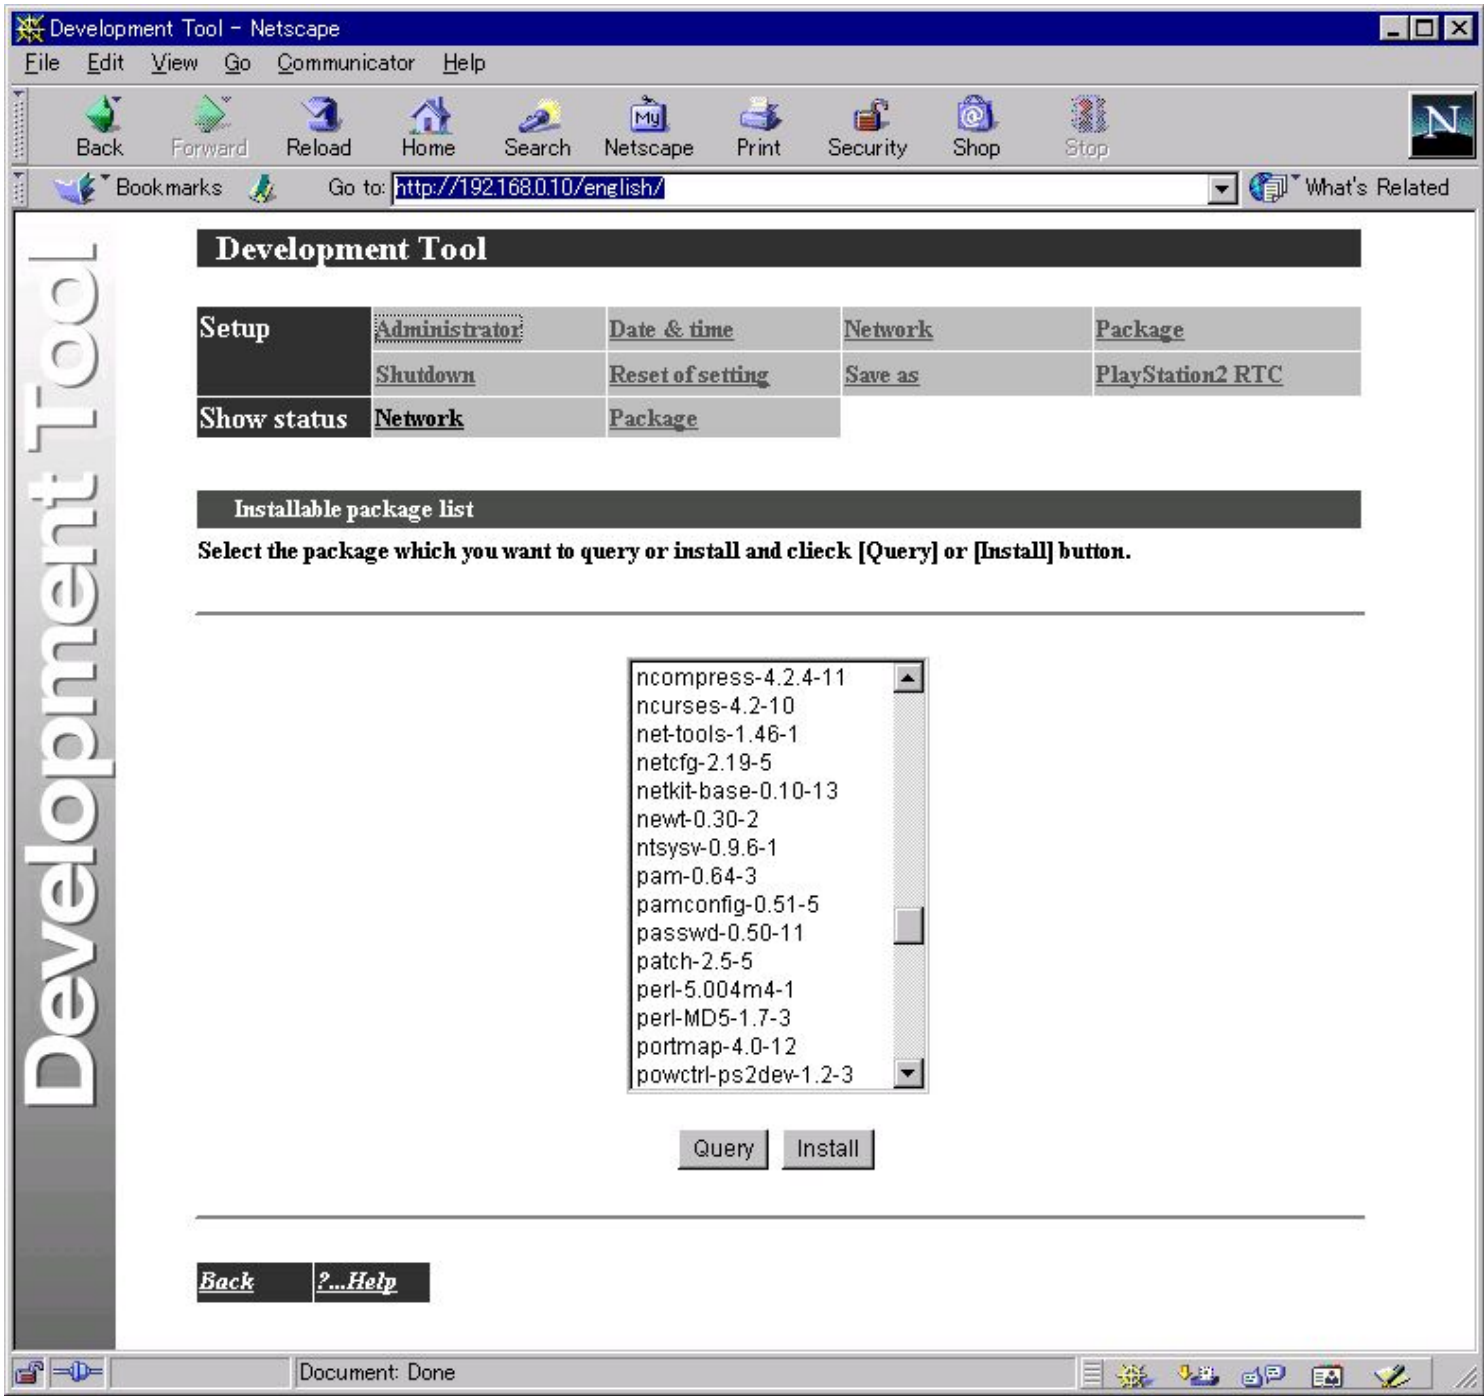 Development Tool - Netscape
File Edit View Go Communicator Help
Back Forward Reload Home Search My Netscape Print Security Shop Stop N
Bookmarks Go to: http://192.168.0.10/english/ What's Related
Development Tool
Development Tool
Setup Administrator Date & time Network Package
Shutdown Reset of setting Save as PlayStation2 RTC
Show status Network Package
Installable package list
Select the package which you want to query or install and clieck [Query] or [Install] button.
ncompress-4.2.4-11
ncurses-4.2-10
net-tools-1.46-1
netcfg-2.19-5
netkit-base-0.10-13
newt-0.30-2
ntsysv-0.9.6-1
pam-0.64-3
pamconfig-0.51-5
passwd-0.50-11
patch-2.5-5
perl-5.004m4-1
perl-MD5-1.7-3
portmap-4.0-12
powctrl-ps2dev-1.2-3
Query Install
Back ?...Help
Document: Done